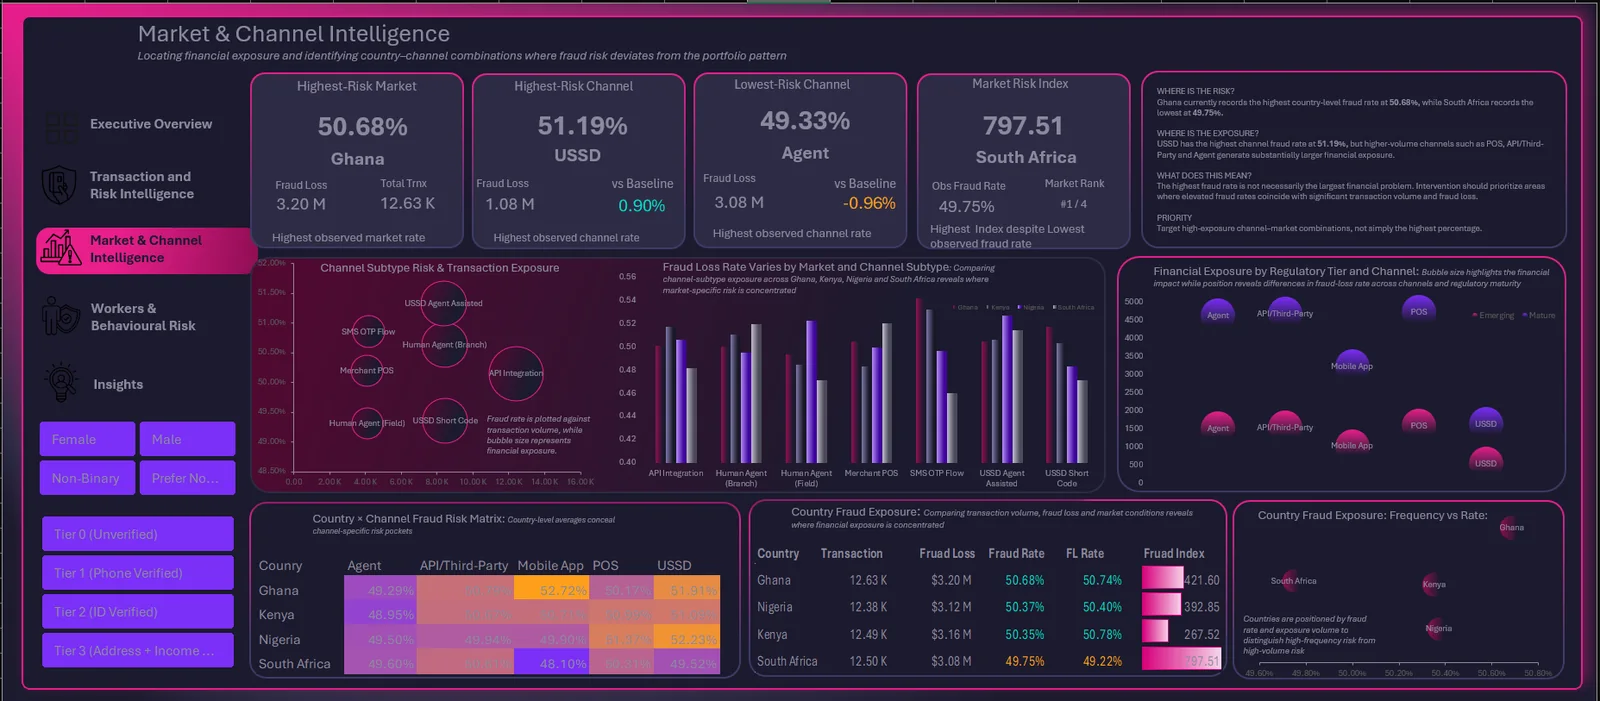 Market & Channel Intelligence
Locating financial exposure and identifying country–channel combinations where fraud risk deviates from the portfolio pattern
Executive Overview
Transaction and
Risk Intelligence
Market & Channel
Intelligence
Workers &
Behavioural Risk
Insights
Female
Male
Non-Binary
Prefer No...
Tier 0 (Unverified)
Tier 1 (Phone Verified)
Tier 2 (ID Verified)
Tier 3 (Address + Income ...
Highest-Risk Market
50.68%
Ghana
Fraud Loss
Total Trnx
3.20 M
12.63 K
Highest observed market rate
Highest-Risk Channel
51.19%
USSD
Fraud Loss
vs Baseline
1.08 M
0.90%
Highest observed channel rate
Lowest-Risk Channel
49.33%
Agent
Fraud Loss
vs Baseline
3.08 M
-0.96%
Highest observed channel rate
Market Risk Index
797.51
South Africa
Obs Fraud Rate
Market Rank
49.75%
#1 / 4
Highest Index despite Lowest
observed fraud rate
WHERE IS THE RISK?
Ghana currently records the highest country-level fraud rate at 50.68%, while South Africa records the
lowest at 49.75%.
WHERE IS THE EXPOSURE?
USSD has the highest channel fraud rate at 51.19%, but higher-volume channels such as POS, API/Third-
Party and Agent generate substantially larger financial exposure.
WHAT DOES THIS MEAN?
The highest fraud rate is not necessarily the largest financial problem. Intervention should prioritize areas
where elevated fraud rates coincide with significant transaction volume and fraud loss.
PRIORITY
Target high-exposure channel–market combinations, not simply the highest percentage.
Channel Subtype Risk & Transaction Exposure
52.00%
51.50%
51.00%
50.50%
50.00%
49.50%
49.00%
48.50%
USSD Agent Assisted
SMS OTP Flow
Human Agent (Branch)
Merchant POS
API Integration
Human Agent (Field)
USSD Short Code
Fraud rate is plotted against
transaction volume, while
bubble size represents
financial exposure.
0.00
2.00 K
4.00 K
6.00 K
8.00 K
10.00 K
12.00 K
14.00 K
16.00 K
Fraud Loss Rate Varies by Market and Channel Subtype: Comparing
channel-subtype exposure across Ghana, Kenya, Nigeria and South Africa reveals where
market-specific risk is concentrated
Ghana
Kenya
Nigeria
South Africa
0.56
0.54
0.52
0.50
0.48
0.46
0.44
0.42
0.40
API Integration
Human Agent
(Branch)
Human Agent
(Field)
Merchant POS
SMS OTP Flow
USSD Agent
Assisted
USSD Short
Code
Financial Exposure by Regulatory Tier and Channel: Bubble size highlights the financial
impact while position reveals differences in fraud-loss rate across channels and regulatory maturity
Emerging
Mature
5000
4500
4000
3500
3000
2500
2000
1500
1000
500
0
Agent
API/Third-Party
POS
Mobile App
USSD
Agent
API/Third-Party
POS
Mobile App
USSD
Country × Channel Fraud Risk Matrix: Country-level averages conceal
channel-specific risk pockets
Counry Agent API/Third-Party Mobile App POS USSD
Ghana 49.29% 52.72% 50.17% 51.91%
Kenya 48.95%
Nigeria 49.50% 49.94% 49.90% 51.37% 52.23%
South Africa 49.60% 48.10% 49.52%
Country Fraud Exposure: Comparing transaction volume, fraud loss and market conditions reveals
where financial exposure is concentrated
Country Transaction Fruad Loss Fraud Rate FL Rate Fruad Index
Ghana 12.63 K $3.20 M 50.68% 50.74% 421.60
Nigeria 12.38 K $3.12 M 50.37% 50.40% 392.85
Kenya 12.49 K $3.16 M 50.35% 50.78% 267.52
South Africa 12.50 K $3.08 M 49.75% 49.22% 797.51
Country Fraud Exposure: Frequency vs Rate:
Ghana
South Africa
Kenya
Nigeria
Countries are positioned by fraud
rate and exposure volume to
distinguish high-frequency risk from
high-volume risk
49.60%
49.80%
50.00%
50.20%
50.40%
50.60%
50.80%